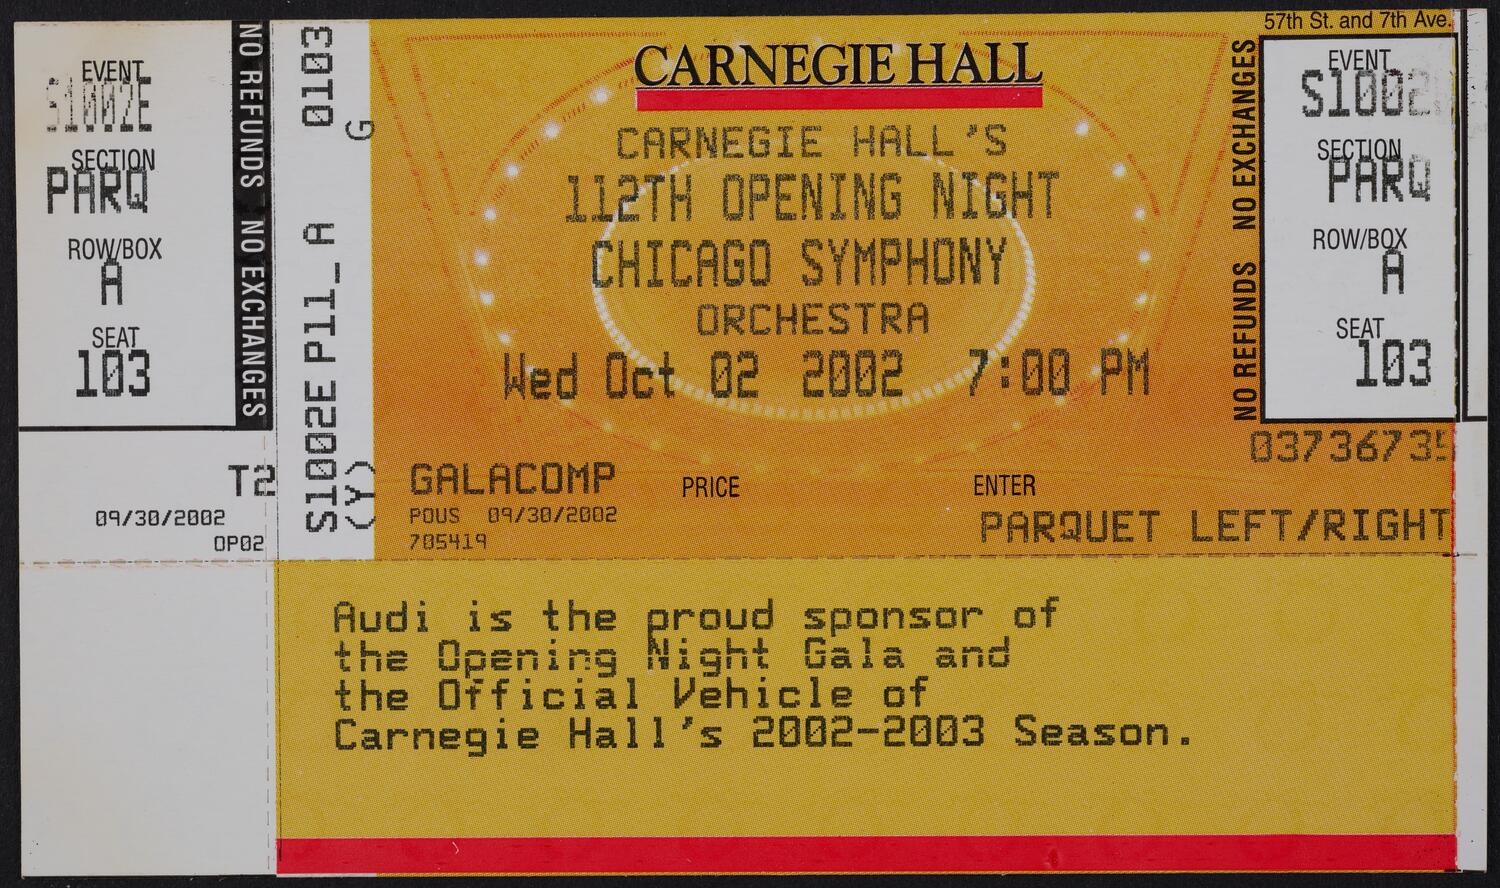 EVENT
S1002E
SECTION
PARQ
ROW/BOX
A
SEAT
103
NO REFUNDS NO EXCHANGES
T2
09/30/2002
OP02
S1002E P11_A 0103
(Y) G
57th St. and 7th Ave.
CARNEGIE HALL
CARNEGIE HALL'S
112TH OPENING NIGHT
CHICAGO SYMPHONY
ORCHESTRA
Wed Oct 02 2002 7:00 PM
GALACOMP
PRICE
ENTER
POUS 09/30/2002
705419
PARQUET LEFT/RIGHT
NO REFUNDS NO EXCHANGES
EVENT
S1002
SECTION
PARQ
ROW/BOX
A
SEAT
103
03736735
Audi is the proud sponsor of
the Opening Night Gala and
the Official Vehicle of
Carnegie Hall's 2002-2003 Season.